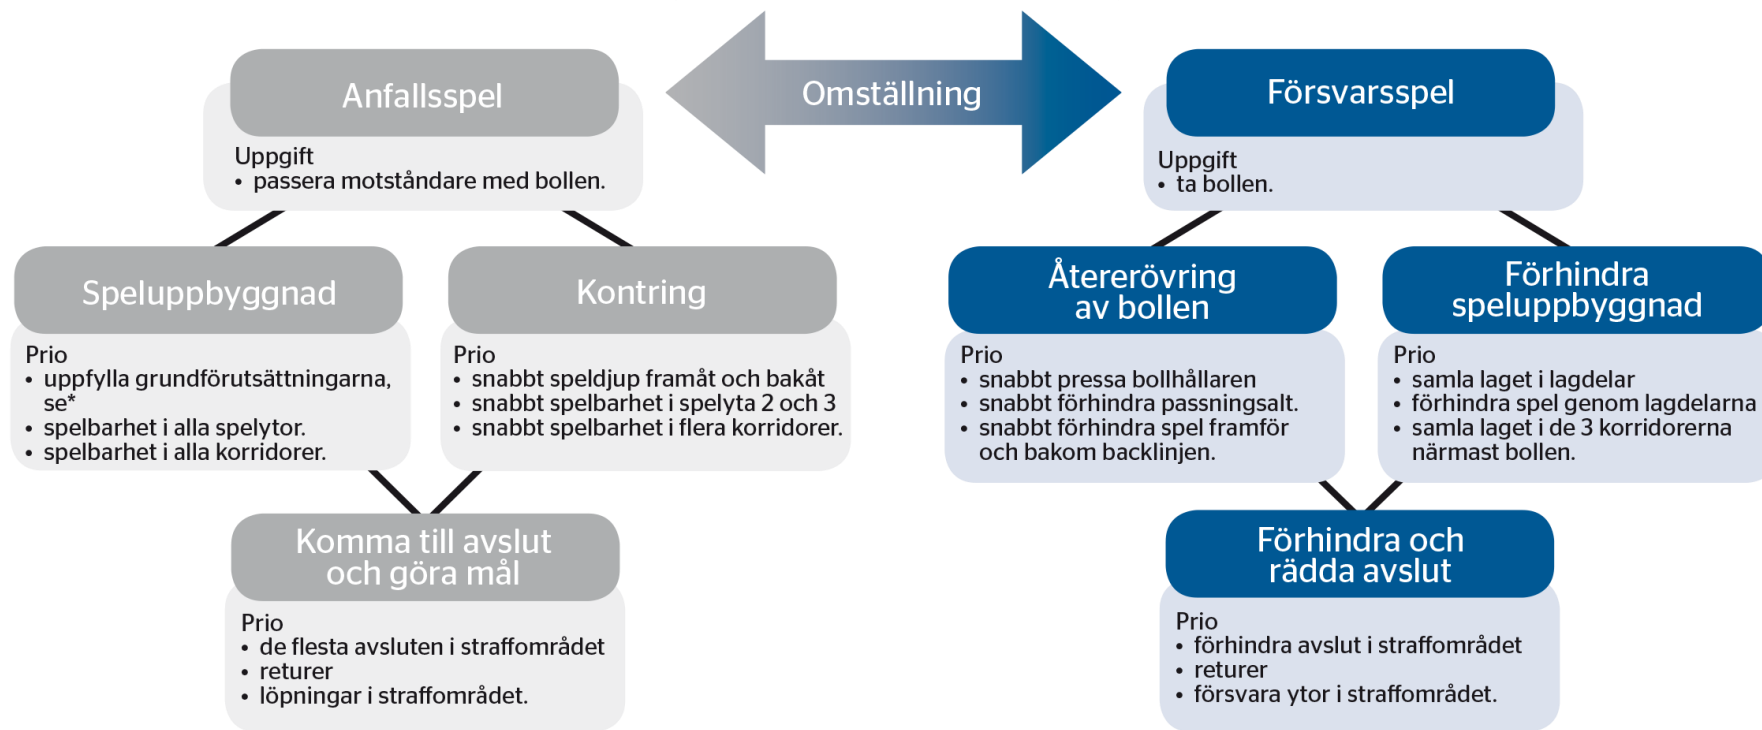 Anfallsspel
Uppgift
• passera motståndare med bollen.
Omställning
Försvarsspel
Uppgift
• ta bollen.
Speluppbyggnad
Prio
• uppfylla grundförutsättningarna,
se*
• spelbarhet i alla spelytor.
• spelbarhet i alla korridorer.
Kontring
Prio
• snabbt speldjup framåt och bakåt
• snabbt spelbarhet i spelyta 2 och 3
• snabbt spelbarhet i flera korridorer.
Återerövring
av bollen
Prio
• snabbt pressa bollhållaren
• snabbt förhindra passningsalt.
• snabbt förhindra spel framför
och bakom backlinjen.
Förhindra
speluppbyggnad
Prio
• samla laget i lagdelar
• förhindra spel genom lagdelarna
• samla laget i de 3 korridorerna
närmast bollen.
Komma till avslut
och göra mål
Prio
• de flesta avsluten i straffområdet
• returer
• löpningar i straffområdet.
Förhindra och
rädda avslut
Prio
• förhindra avslut i straffområdet
• returer
• försvara ytor i straffområdet.